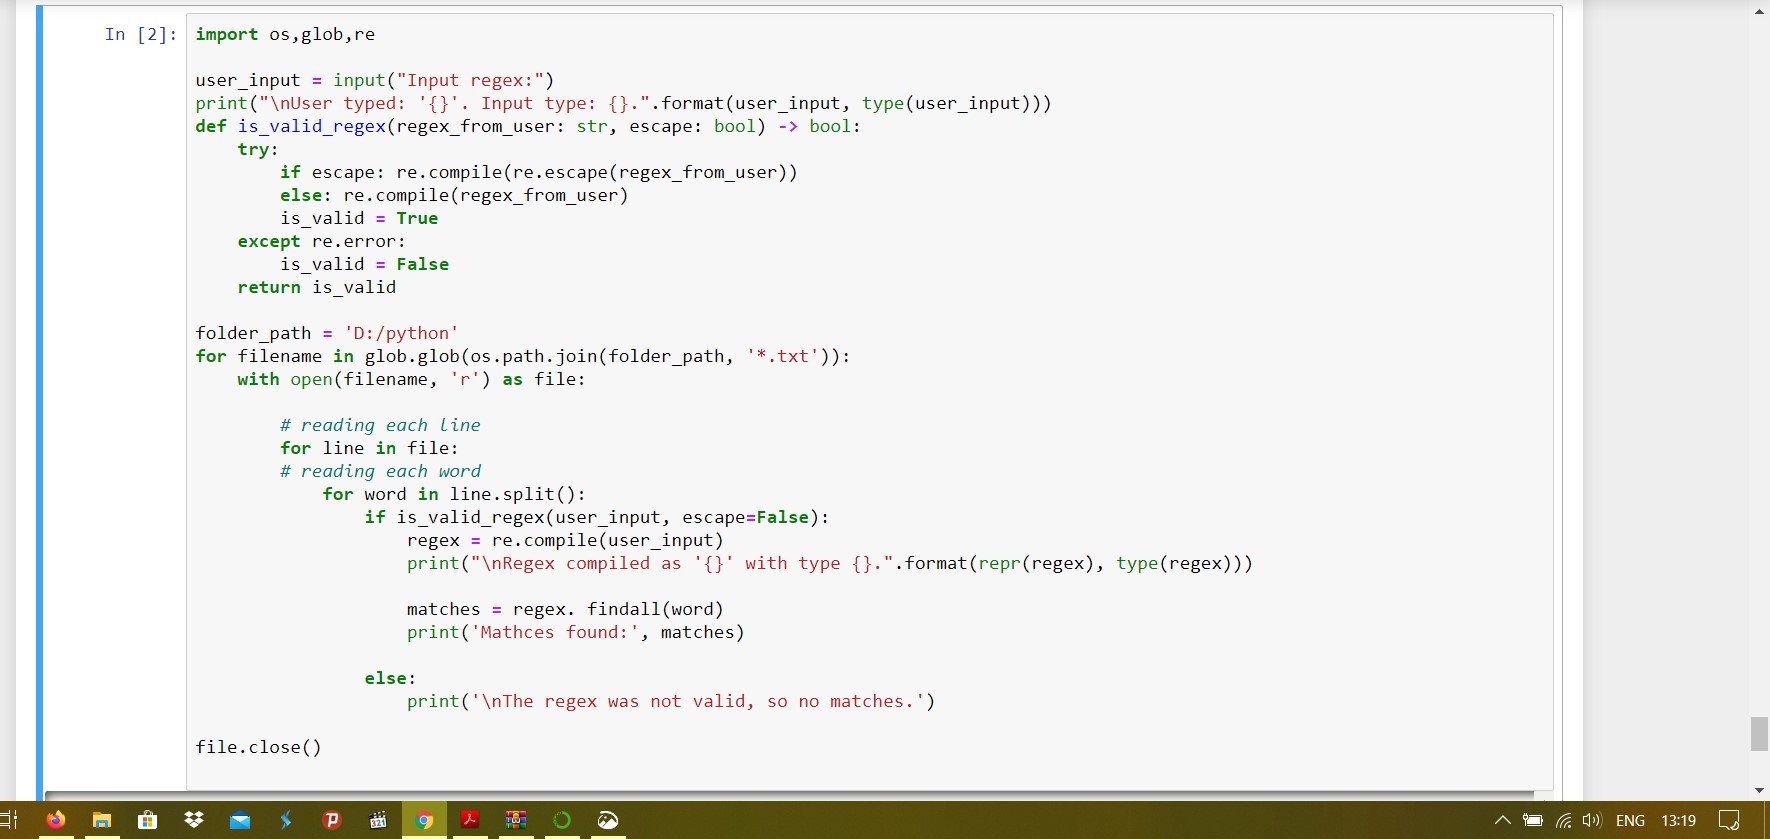 In [2]: import os,glob,re
user_input = input("Input regex:")
print("\nUser typed: '{}'. Input type: {}.".format(user_input, type(user_input)))
def is_valid_regex(regex_from_user: str, escape: bool) -> bool:
    try:
        if escape: re.compile(re.escape(regex_from_user))
        else: re.compile(regex_from_user)
        is_valid = True
    except re.error:
        is_valid = False
    return is_valid
folder_path = 'D:/python'
for filename in glob.glob(os.path.join(folder_path, '*.txt')):
    with open(filename, 'r') as file:
        # reading each line
        for line in file:
        # reading each word
            for word in line.split():
                if is_valid_regex(user_input, escape=False):
                    regex = re.compile(user_input)
                    print("\nRegex compiled as '{}' with type {}.".format(repr(regex), type(regex)))
                    matches = regex. findall(word)
                    print('Mathces found:', matches)
                else:
                    print('\nThe regex was not valid, so no matches.')
file.close()
321
ENG 13:19